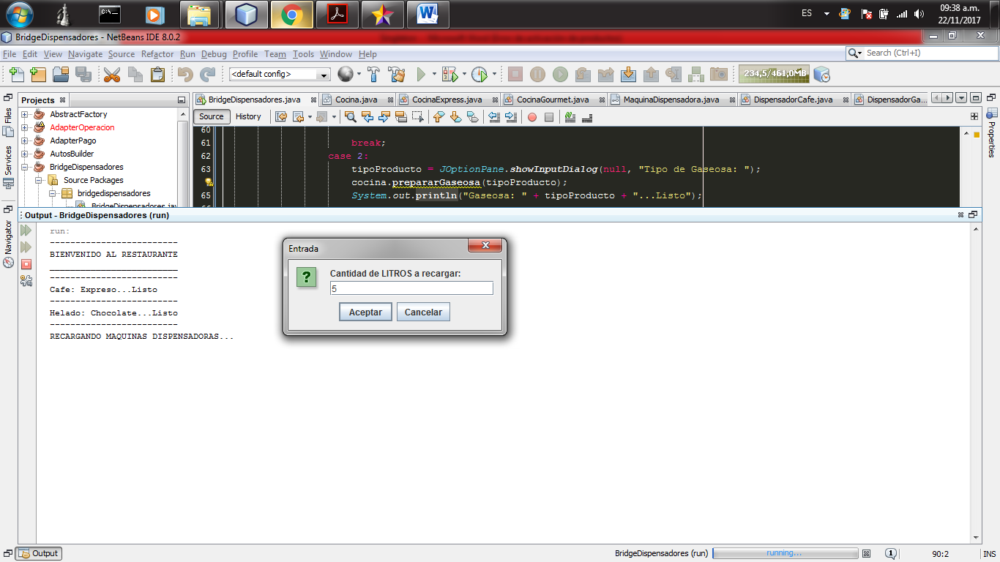 ES
09:38 a.m.
22/11/2017
BridgeDispensadores - NetBeans IDE 8.0.2
File Edit View Navigate Source Refactor Run Debug Profile Team Tools Window Help
Search (Ctrl+I)
<default config>
234,5/461,0MB
Projects
BridgeDispensadores.java Cocina.java CocinaExpress.java CocinaGourmet.java MaquinaDispensadora.java DispensadorCafe.java DispensadorGa...
Files
Services
Navigator
Properties
AbstractFactory
AdapterOperacion
AdapterPago
AutosBuilder
BridgeDispensadores
Source Packages
bridgedispensadores
BridgeDispensadores.jav
Source History
60
61 break;
62 case 2:
63 tipoProducto = JOptionPane.showInputDialog(null, "Tipo de Gaseosa: ");
cocina.prepararGaseosa(tipoProducto);
65 System.out.println("Gaseosa: " + tipoProducto + "...Listo");
Output - BridgeDispensadores (run)
run:
-------------------------
BIENVENIDO AL RESTAURANTE
_________________________
-------------------------
Cafe: Expreso...Listo
-------------------------
Helado: Chocolate...Listo
-------------------------
RECARGANDO MAQUINAS DISPENSADORAS...
Entrada
Cantidad de LITROS a recargar:
5
Aceptar Cancelar
Output
BridgeDispensadores (run)
running...
1
90:2
INS